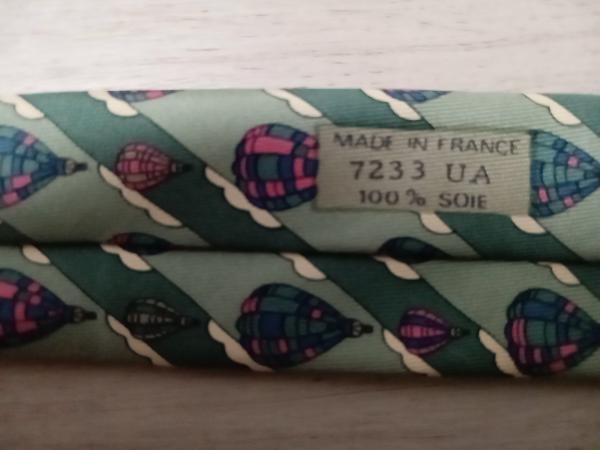 MADE IN FRANCE
7233 UA
100% SOIE